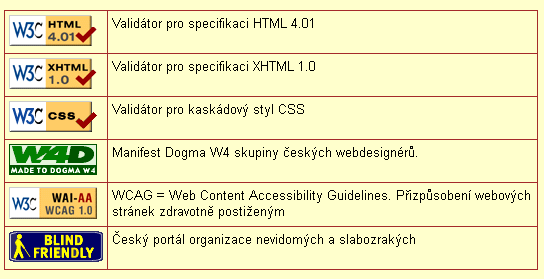 W3C HTML 4.01
Validátor pro specifikaci HTML 4.01
W3C XHTML 1.0
Validátor pro specifikaci XHTML 1.0
W3C CSS
Validátor pro kaskádový styl CSS
W4D
MADE TO DOGMA W4
Manifest Dogma W4 skupiny českých webdesignérů.
W3C WAI-AA
WCAG 1.0
WCAG = Web Content Accessibility Guidelines. Přizpůsobení webových
stránek zdravotně postiženým
BLIND
FRIENDLY
Český portál organizace nevidomých a slabozrakých